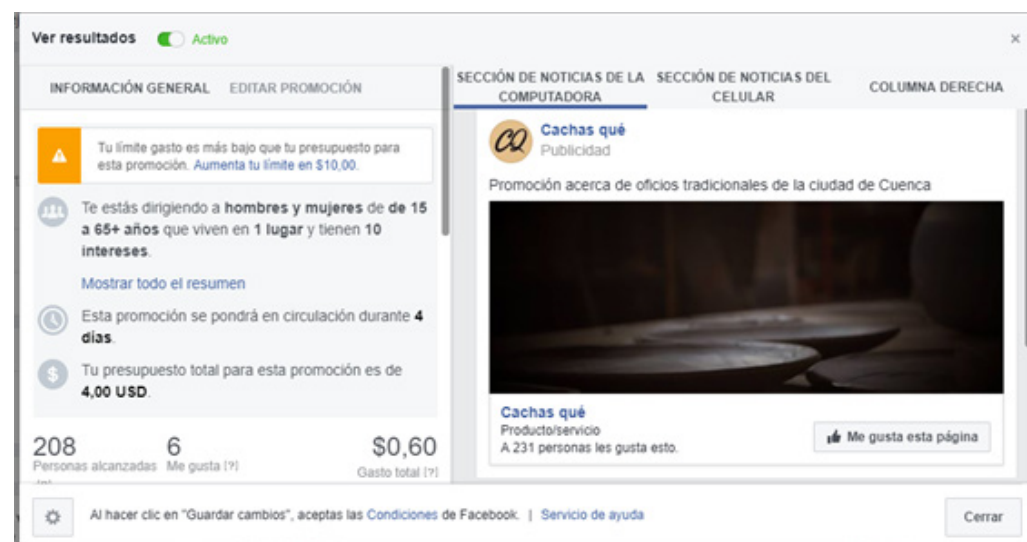 Ver resultados Activo ×
INFORMACIÓN GENERAL EDITAR PROMOCIÓN
Tu límite gasto es más bajo que tu presupuesto para
esta promoción. Aumenta tu límite en $10,00.
Te estás dirigiendo a hombres y mujeres de de 15
a 65+ años que viven en 1 lugar y tienen 10
intereses.
Mostrar todo el resumen
Esta promoción se pondrá en circulación durante 4
días.
$ Tu presupuesto total para esta promoción es de
4,00 USD.
208 6 $0,60
Personas alcanzadas Me gusta [?] Gasto total [?]
[?]
SECCIÓN DE NOTICIAS DE LA
COMPUTADORA
SECCIÓN DE NOTICIAS DEL
CELULAR
COLUMNA DERECHA
CQ Cachas qué
Publicidad
Promoción acerca de oficios tradicionales de la ciudad de Cuenca
Cachas qué
Producto/servicio
A 231 personas les gusta esto.
Me gusta esta página
Al hacer clic en "Guardar cambios", aceptas las Condiciones de Facebook. | Servicio de ayuda
Cerrar